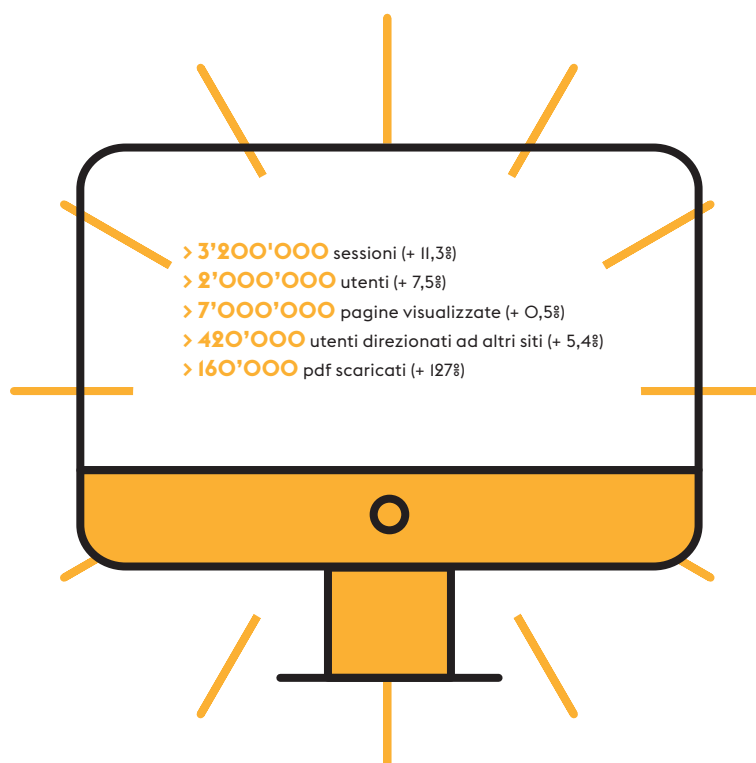 > 3'200'000 sessioni (+ 11,3%)
> 2’000’000 utenti (+ 7,5%)
> 7’000’000 pagine visualizzate (+ 0,5%)
> 420’000 utenti direzionati ad altri siti (+ 5,4%)
> 160’000 pdf scaricati (+ 127%)